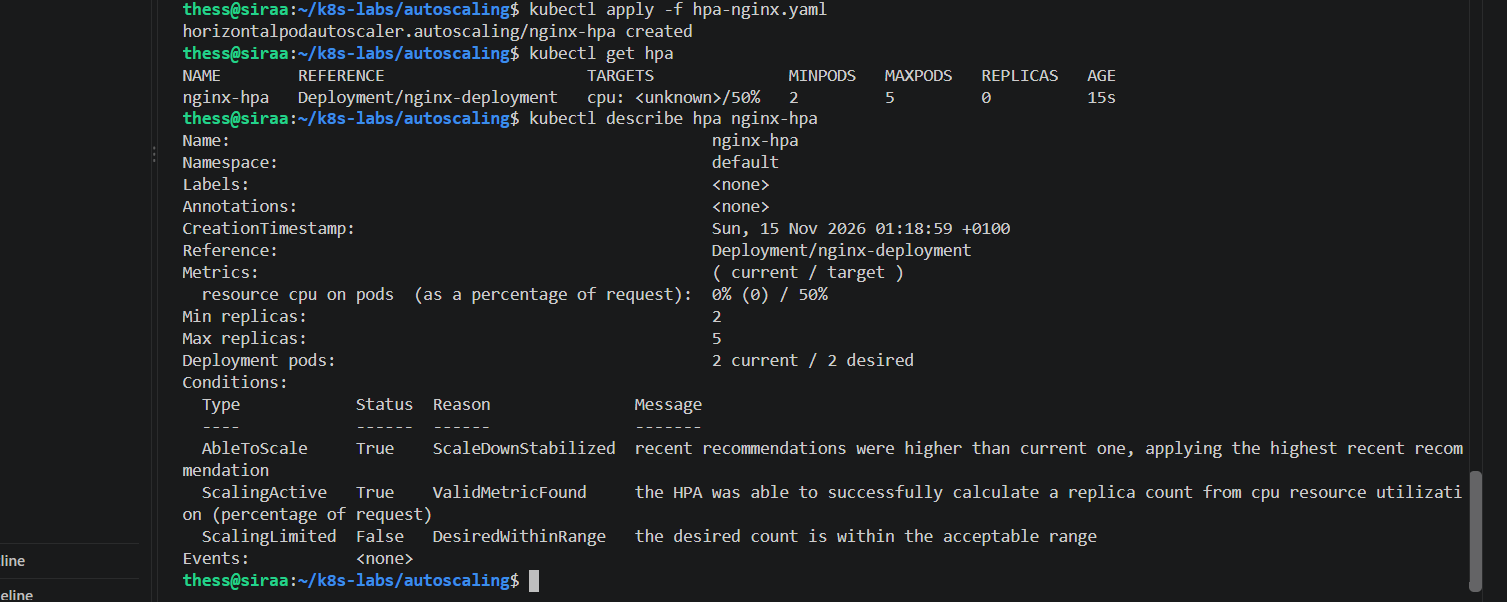 thess@siraa:~/k8s-labs/autoscaling$ kubectl apply -f hpa-nginx.yaml
horizontalpodautoscaler.autoscaling/nginx-hpa created
thess@siraa:~/k8s-labs/autoscaling$ kubectl get hpa
NAME        REFERENCE                     TARGETS              MINPODS   MAXPODS   REPLICAS   AGE
nginx-hpa   Deployment/nginx-deployment   cpu: <unknown>/50%   2         5         0          15s
thess@siraa:~/k8s-labs/autoscaling$ kubectl describe hpa nginx-hpa
Name:                                                  nginx-hpa
Namespace:                                             default
Labels:                                                <none>
Annotations:                                           <none>
CreationTimestamp:                                     Sun, 15 Nov 2026 01:18:59 +0100
Reference:                                             Deployment/nginx-deployment
Metrics:                                               ( current / target )
  resource cpu on pods  (as a percentage of request):  0% (0) / 50%
Min replicas:                                          2
Max replicas:                                          5
Deployment pods:                                       2 current / 2 desired
Conditions:
  Type            Status  Reason              Message
  ----            ------  ------              -------
  AbleToScale     True    ScaleDownStabilized  recent recommendations were higher than current one, applying the highest recent recom
mendation
  ScalingActive   True    ValidMetricFound     the HPA was able to successfully calculate a replica count from cpu resource utilizati
on (percentage of request)
  ScalingLimited  False   DesiredWithinRange   the desired count is within the acceptable range
Events:           <none>
thess@siraa:~/k8s-labs/autoscaling$
line
eline